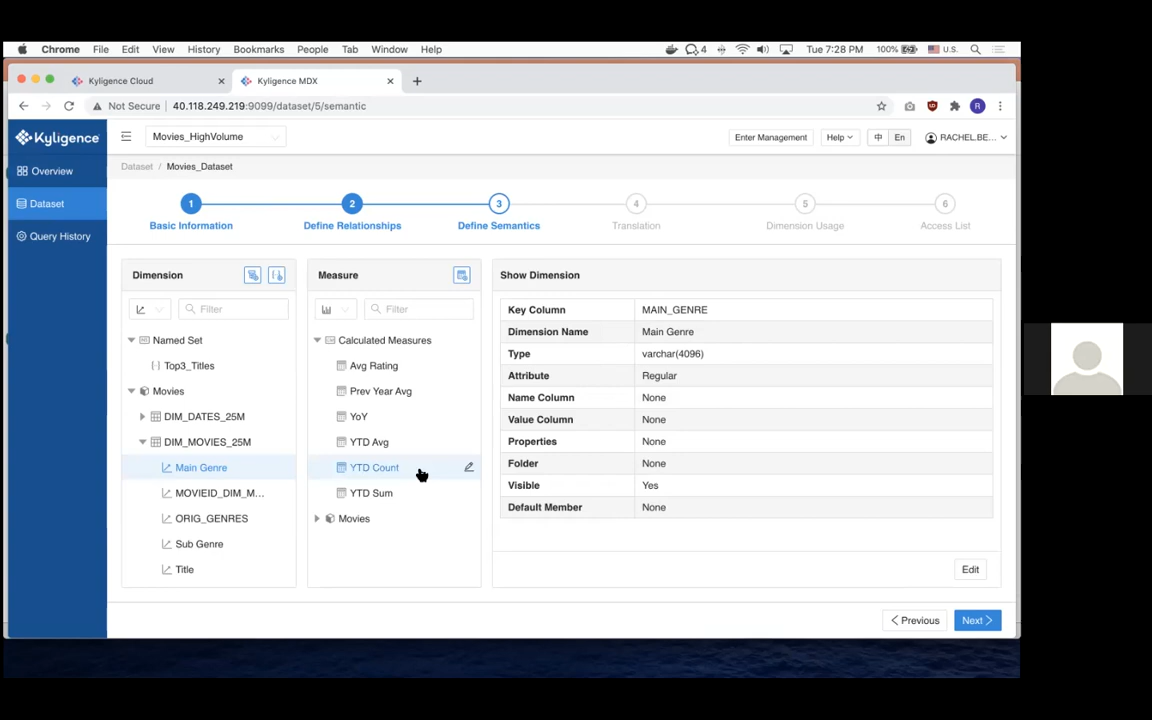 Chrome File Edit View History Bookmarks People Tab Window Help 4 Tue 7:28 PM 100% U.S.
Kyligence Cloud × Kyligence MDX × +
Not Secure | 40.118.249.219:9099/dataset/5/semantic R
Kyligence Movies_HighVolume Enter Management Help 中 En RACHEL.BE...
Overview
Dataset
Query History
Dataset / Movies_Dataset
1 2 3 4 5 6
Basic Information Define Relationships Define Semantics Translation Dimension Usage Access List
Dimension
Filter
Named Set
Top3_Titles
Movies
DIM_DATES_25M
DIM_MOVIES_25M
Main Genre
MOVIEID_DIM_M...
ORIG_GENRES
Sub Genre
Title
Measure
Filter
Calculated Measures
Avg Rating
Prev Year Avg
YoY
YTD Avg
YTD Count
YTD Sum
Movies
Show Dimension
Key Column MAIN_GENRE
Dimension Name Main Genre
Type varchar(4096)
Attribute Regular
Name Column None
Value Column None
Properties None
Folder None
Visible Yes
Default Member None
Edit
< Previous Next >